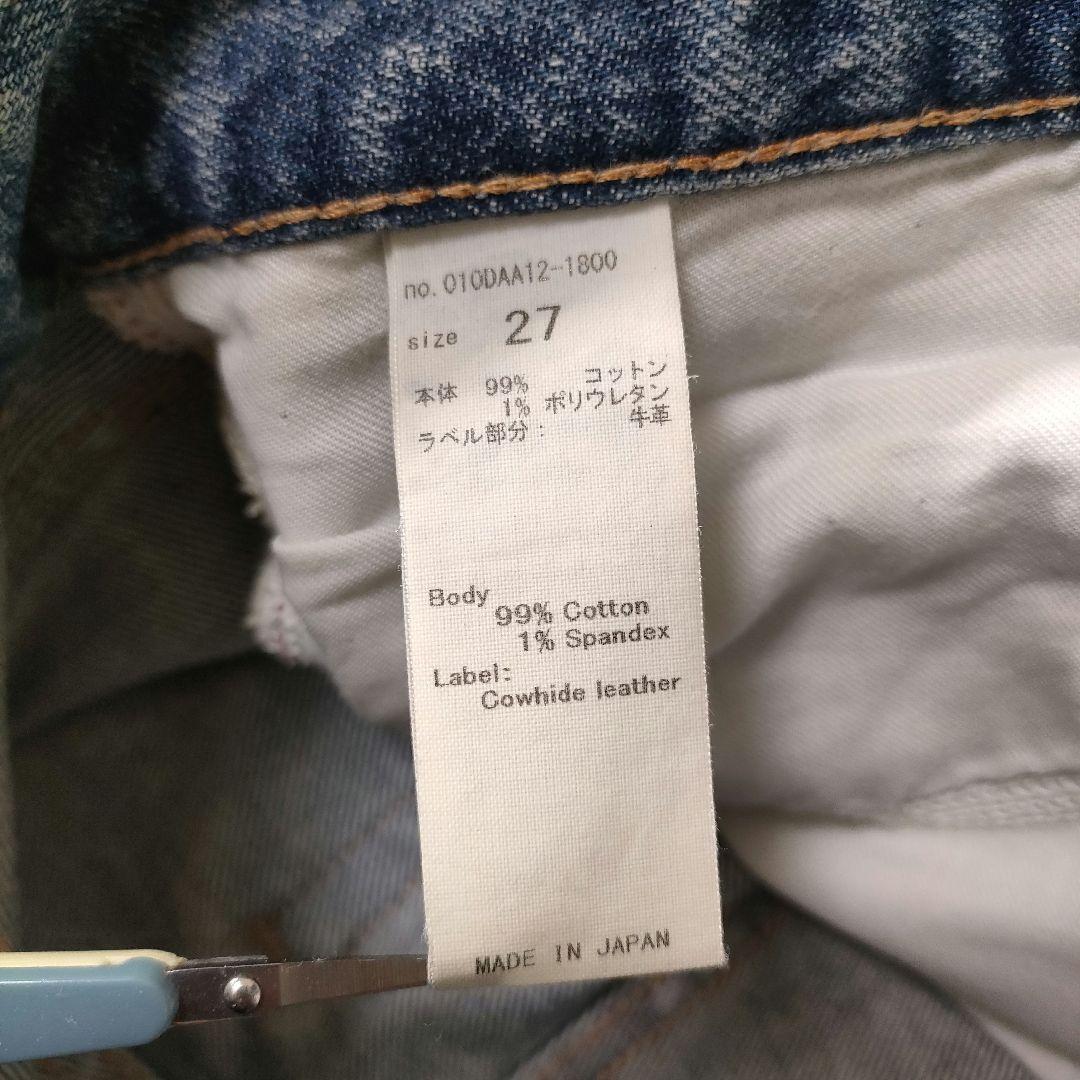 no.010DAA12-1800
size 27
本体 99% コットン
1% ポリウレタン
ラベル部分: 牛革
Body
99% Cotton
1% Spandex
Label:
Cowhide leather
MADE IN JAPAN